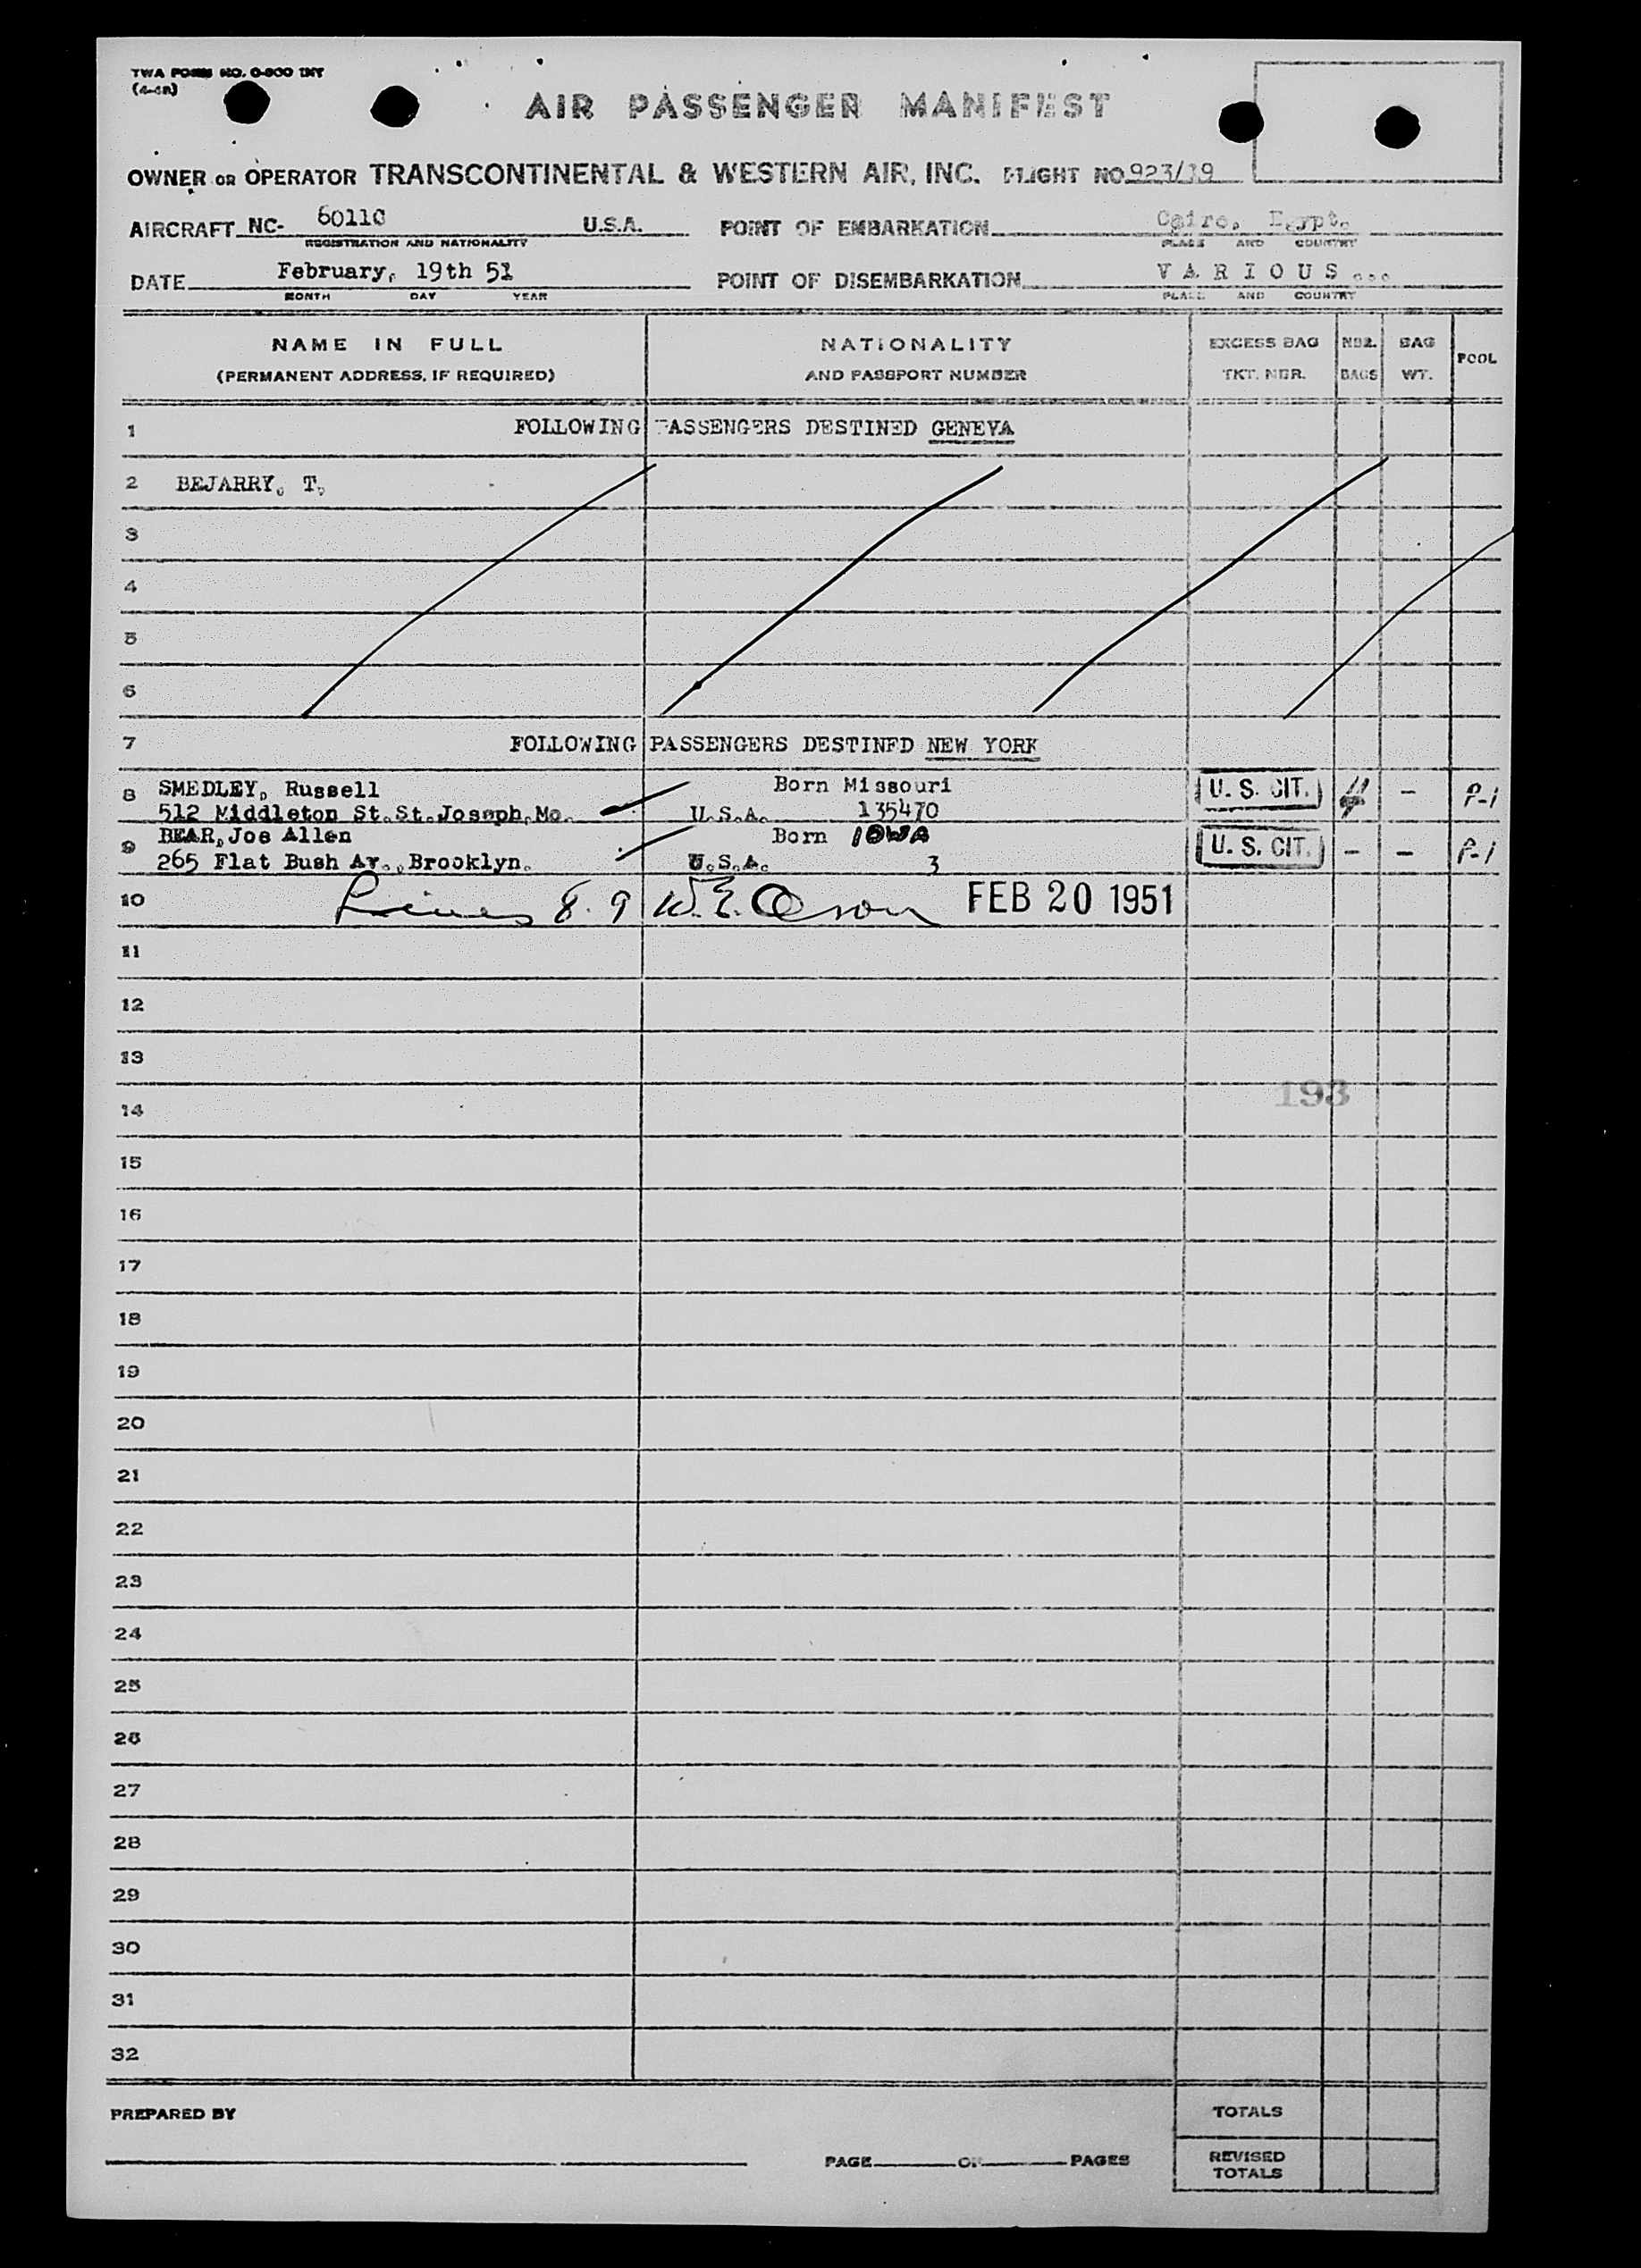 TWA FORM NO. O-800 INT
(4-48)
AIR PASSENGER MANIFEST
OWNER OR OPERATOR TRANSCONTINENTAL & WESTERN AIR, INC. FLIGHT NO. 923/19
AIRCRAFT NC- 60110 U.S.A. POINT OF EMBARKATION Cairo, Egypt.
REGISTRATION AND NATIONALITY PLACE AND COUNTRY
DATE February, 19th 51 POINT OF DISEMBARKATION VARIOUS...
MONTH DAY YEAR PLACE AND COUNTRY
NAME IN FULL NATIONALITY EXCESS BAG NBR. BAG POOL
(PERMANENT ADDRESS, IF REQUIRED) AND PASSPORT NUMBER TKT. NBR. BAGS WT.
1 FOLLOWING PASSENGERS DESTINED GENEVA
2 BEJARRY, T.
3
4
5
6
7 FOLLOWING PASSENGERS DESTINED NEW YORK
8 SMEDLEY, Russell Born Missouri U. S. CIT. - P-1
512 Middleton St.St.Joseph,Mo. U.S.A. 135470
9 BEAR,Joe Allen Born IOWA U. S. CIT. - - P-1
265 Flat Bush Av.,Brooklyn. U.S.A. 3
10 Lines 8. 9 W.E. Olson FEB 20 1951
11
12
13
193
14
15
16
17
18
19
20
21
22
23
24
25
26
27
28
29
30
31
32
PREPARED BY TOTALS
PAGE OF PAGES REVISED
TOTALS